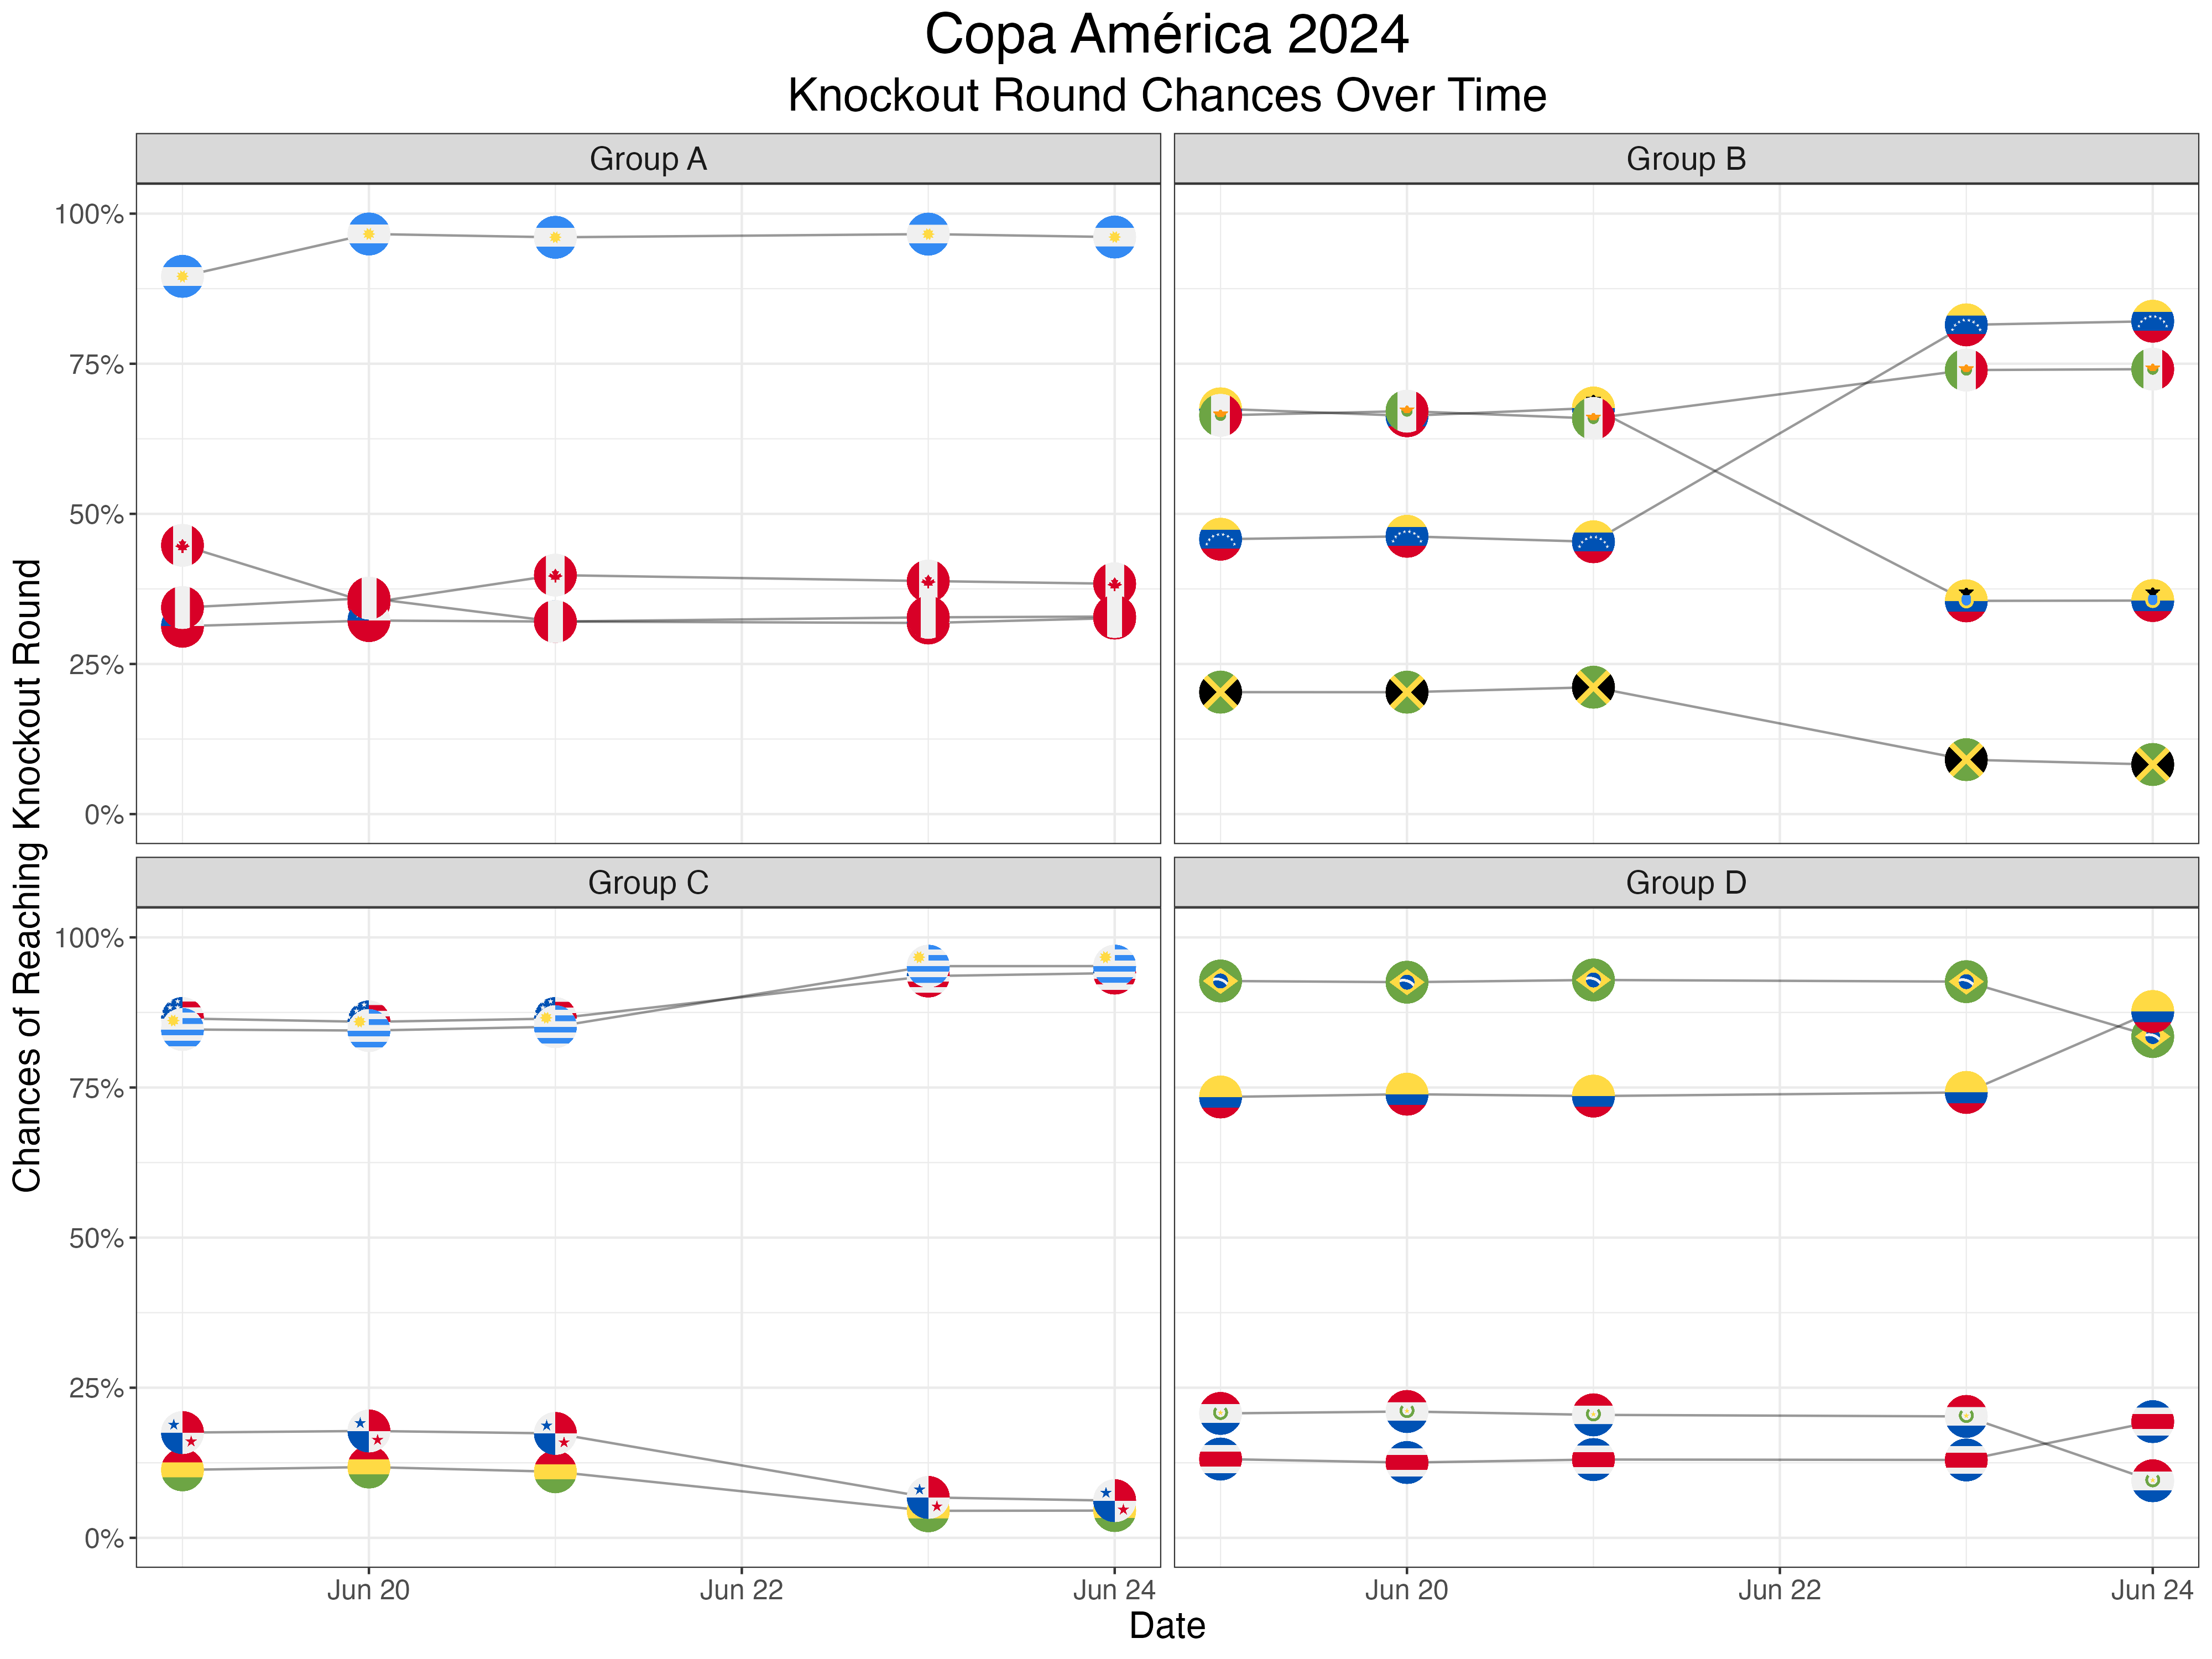 Copa América 2024
Knockout Round Chances Over Time
Group A
Group B
100%
75%
50%
25%
0%
Group C
Group D
100%
75%
50%
25%
0%
Chances of Reaching Knockout Round
Jun 20
Jun 22
Jun 24
Jun 20
Jun 22
Jun 24
Date